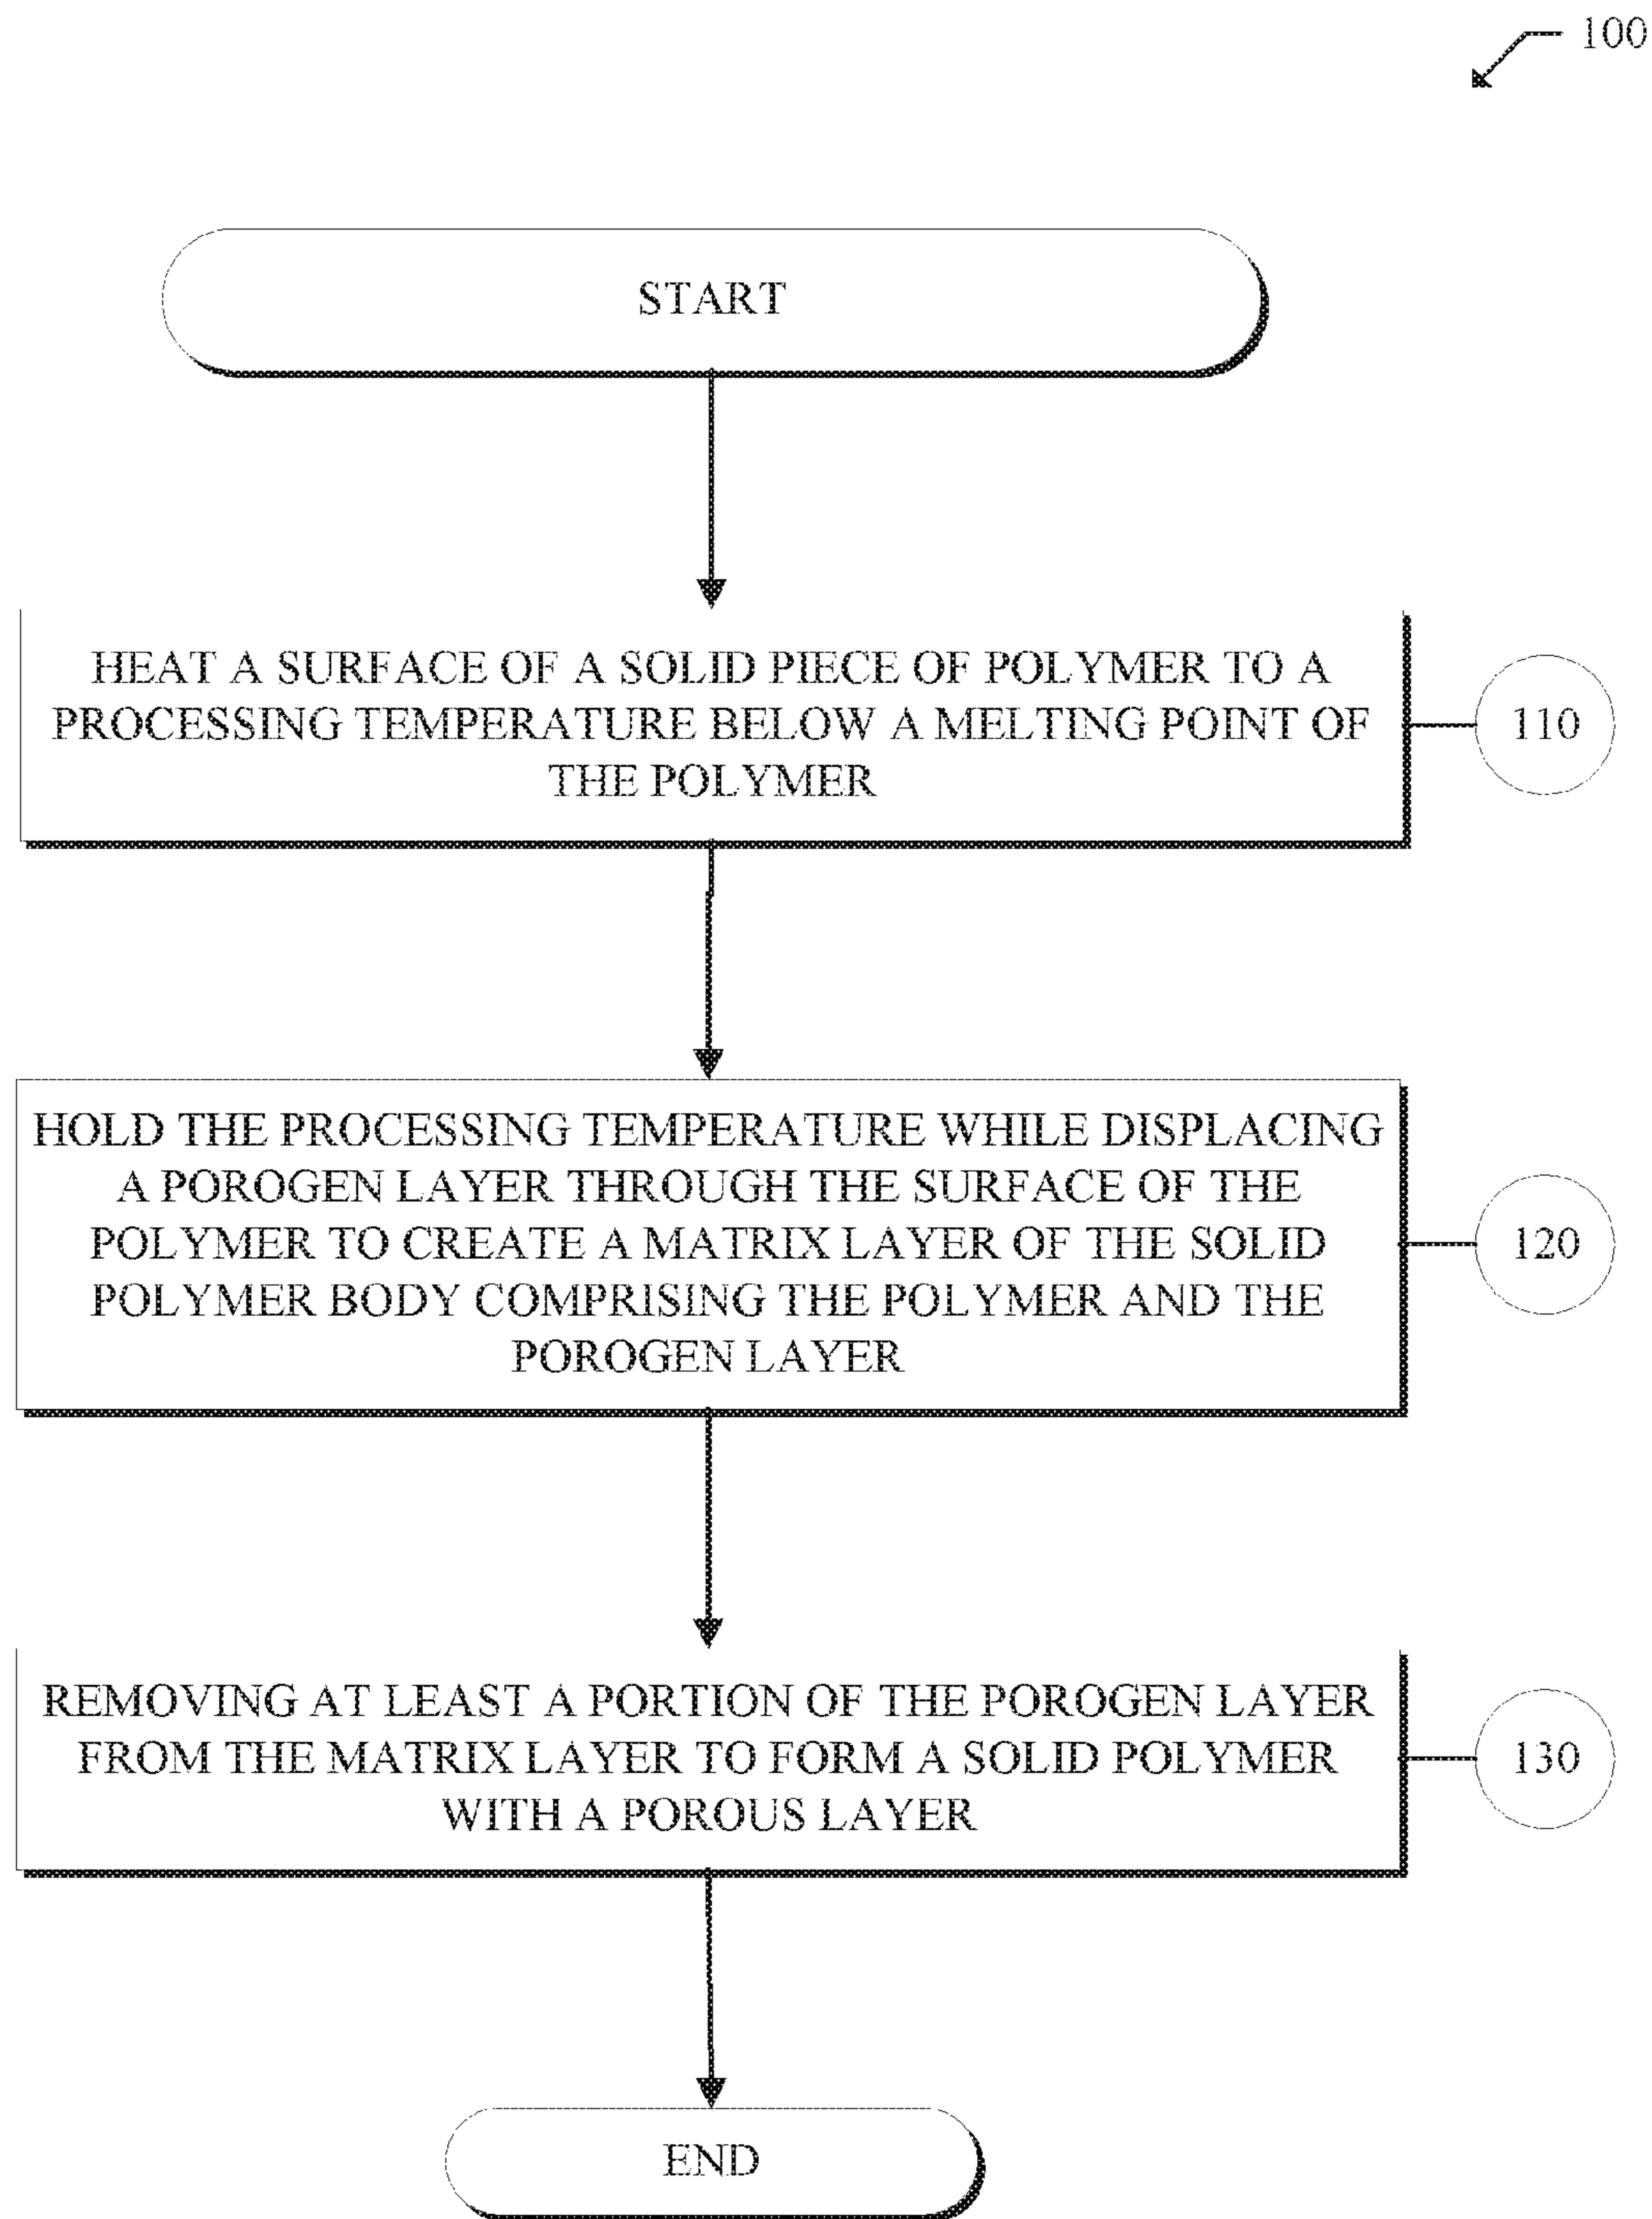 100
START
HEAT A SURFACE OF A SOLID PIECE OF POLYMER TO A
PROCESSING TEMPERATURE BELOW A MELTING POINT OF
THE POLYMER
110
HOLD THE PROCESSING TEMPERATURE WHILE DISPLACING
A POROGEN LAYER THROUGH THE SURFACE OF THE
POLYMER TO CREATE A MATRIX LAYER OF THE SOLID
POLYMER BODY COMPRISING THE POLYMER AND THE
POROGEN LAYER
120
REMOVING AT LEAST A PORTION OF THE POROGEN LAYER
FROM THE MATRIX LAYER TO FORM A SOLID POLYMER
WITH A POROUS LAYER
130
END